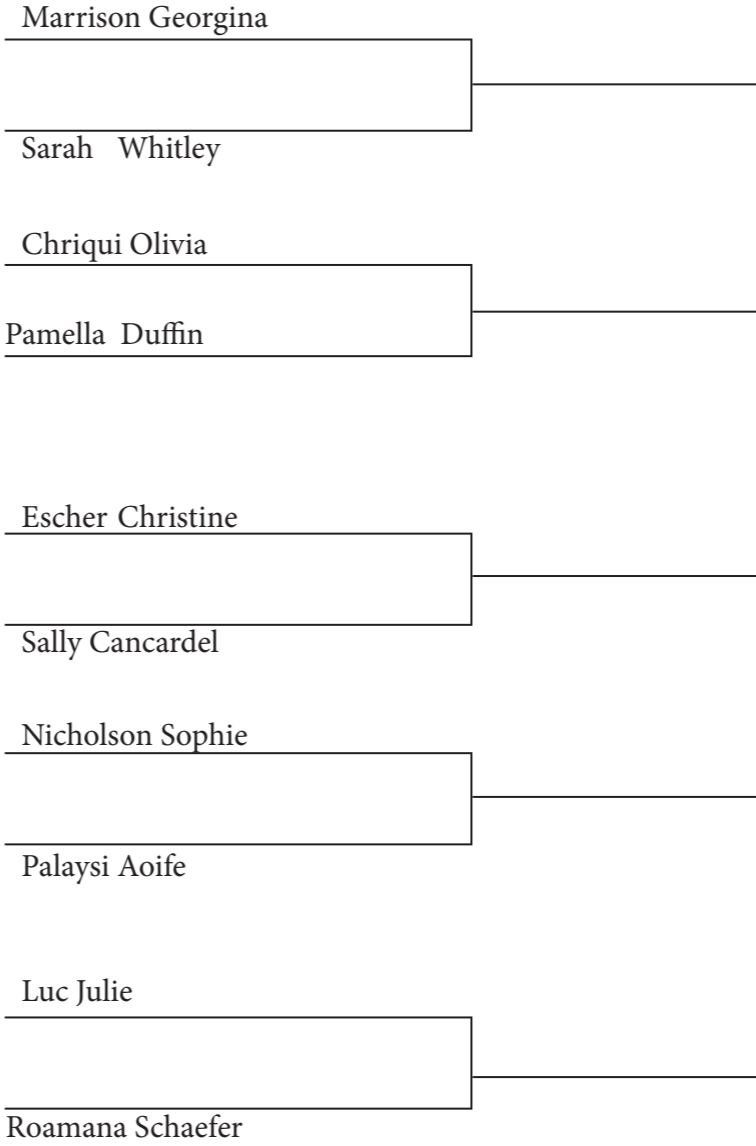 Marrison Georgina
Sarah Whitley
Chriqui Olivia
Pamella Duffin
Escher Christine
Sally Cancardel
Nicholson Sophie
Palaysi Aoife
Luc Julie
Roamana Schaefer